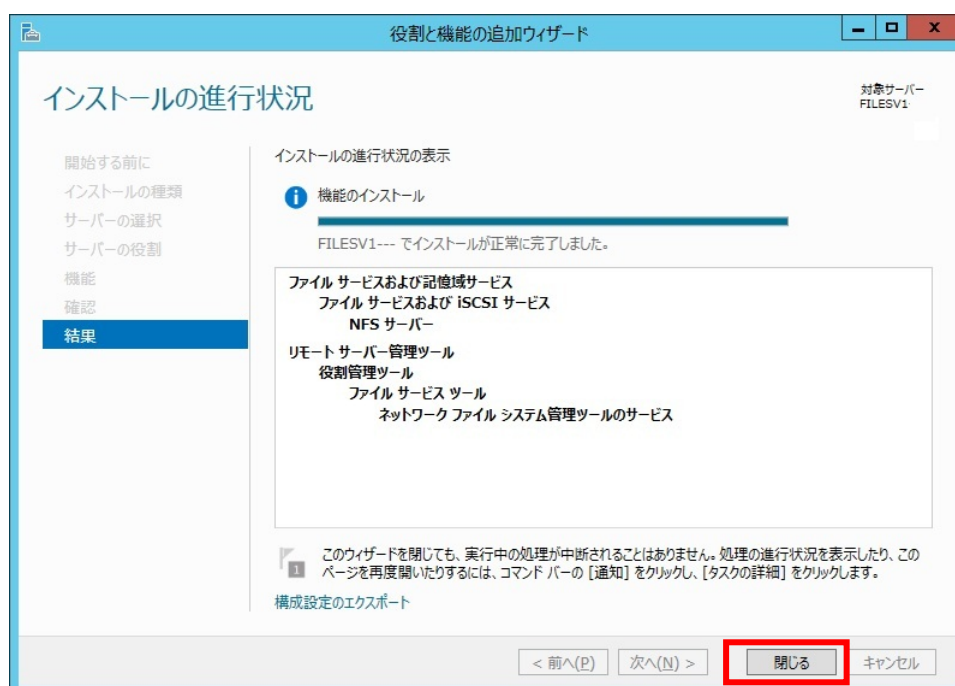 役割と機能の追加ウィザード
インストールの進行状況
対象サーバー
FILESV1
開始する前に
インストールの種類
サーバーの選択
サーバーの役割
機能
確認
結果
インストールの進行状況の表示
機能のインストール
FILESV1--- でインストールが正常に完了しました。
ファイル サービスおよび記憶域サービス
ファイル サービスおよび iSCSI サービス
NFS サーバー
リモート サーバー管理ツール
役割管理ツール
ファイル サービス ツール
ネットワーク ファイル システム管理ツールのサービス
1
このウィザードを閉じても、実行中の処理が中断されることはありません。処理の進行状況を表示したり、この
ページを再度開いたりするには、コマンド バーの [通知] をクリックし、[タスクの詳細] をクリックします。
構成設定のエクスポート
< 前へ(P)
次へ(N) >
閉じる
キャンセル